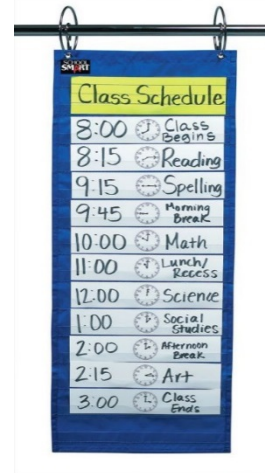 SCHOOL
SMART
Class Schedule
8:00 Class
Begins
8:15 Reading
9:15 Spelling
9:45 Morning
Break
10:00 Math
11:00 Lunch/
Recess
12:00 Science
1:00 Social
Studies
2:00 Afternoon
Break
2:15 Art
3:00 Class
Ends